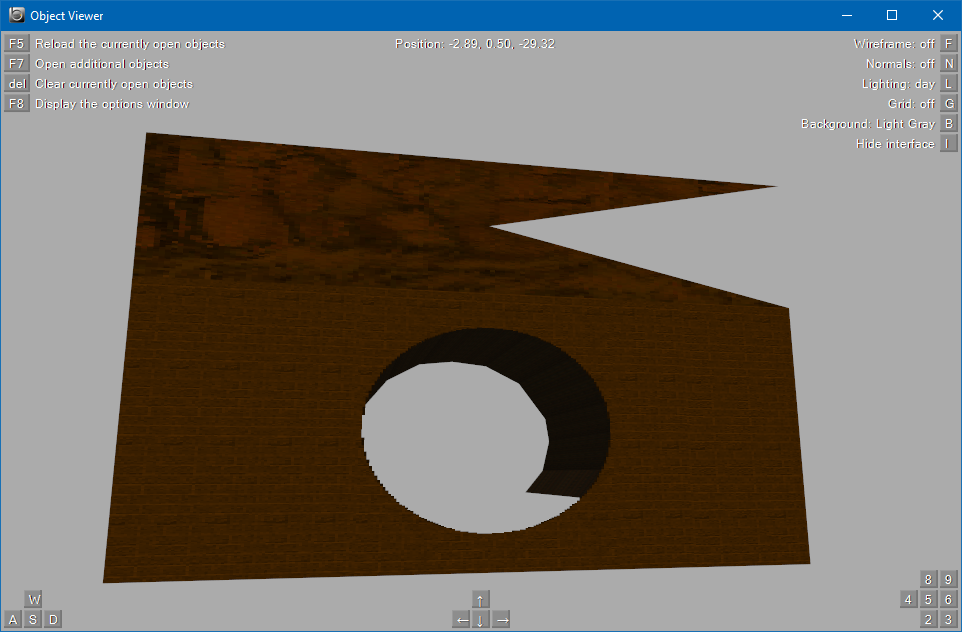 Object Viewer
F5 Reload the currently open objects
Position: -2.89, 0.50, -29.32
Wireframe: off F
F7 Open additional objects
Normals: off N
del Clear currently open objects
Lighting: day L
F8 Display the options window
Grid: off G
Background: Light Gray B
Hide interface I
W
A S D
↑
← ↓ →
8 9
4 5 6
2 3